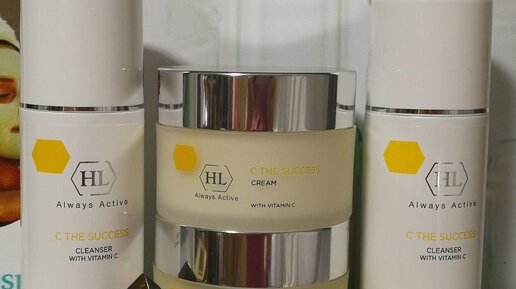 HL
Always Active
C THE SUCCESS
CLEANSER
WITH VITAMIN C
HL
Always Active
C THE SUCCESS
CREAM
WITH VITAMIN C
HL
Always Active
C THE SUCCESS
CLEANSER
WITH VITAMIN C